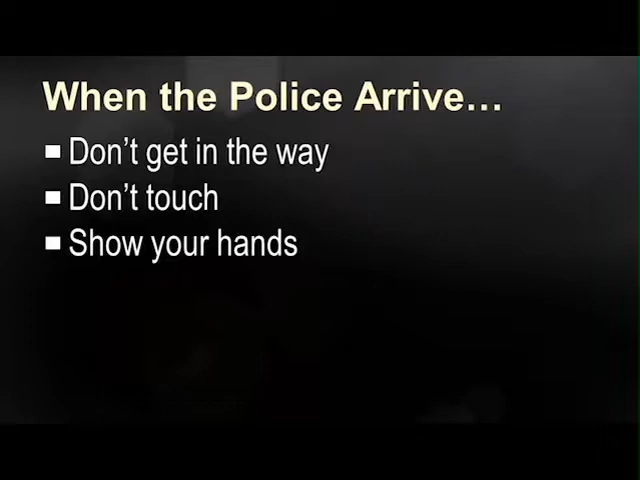 When the Police Arrive…
Don't get in the way
Don't touch
Show your hands